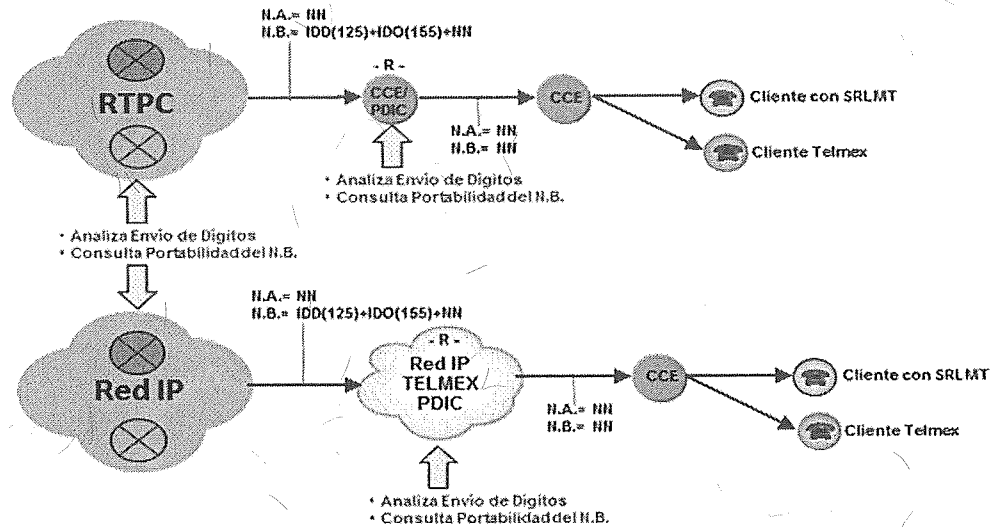 N.A.= NN
N.B.= IDD(125)+IDO(155)+NN
RTPC
- R -
CCE/
PDIC
N.A.= NN
N.B.= NN
CCE
Cliente con SRLMT
Cliente Telmex
• Analiza Envio de Digitos
• Consulta Portabilidad del N.B.
• Analiza Envio de Digitos
• Consulta Portabilidad del N.B.
N.A.= NN
N.B.= IDD(125)+IDO(155)+NN
Red IP
- R -
Red IP
TELMEX
PDIC
N.A.= NN
N.B.= NN
CCE
Cliente con SRLMT
Cliente Telmex
• Analiza Envio de Digitos
• Consulta Portabilidad del N.B.